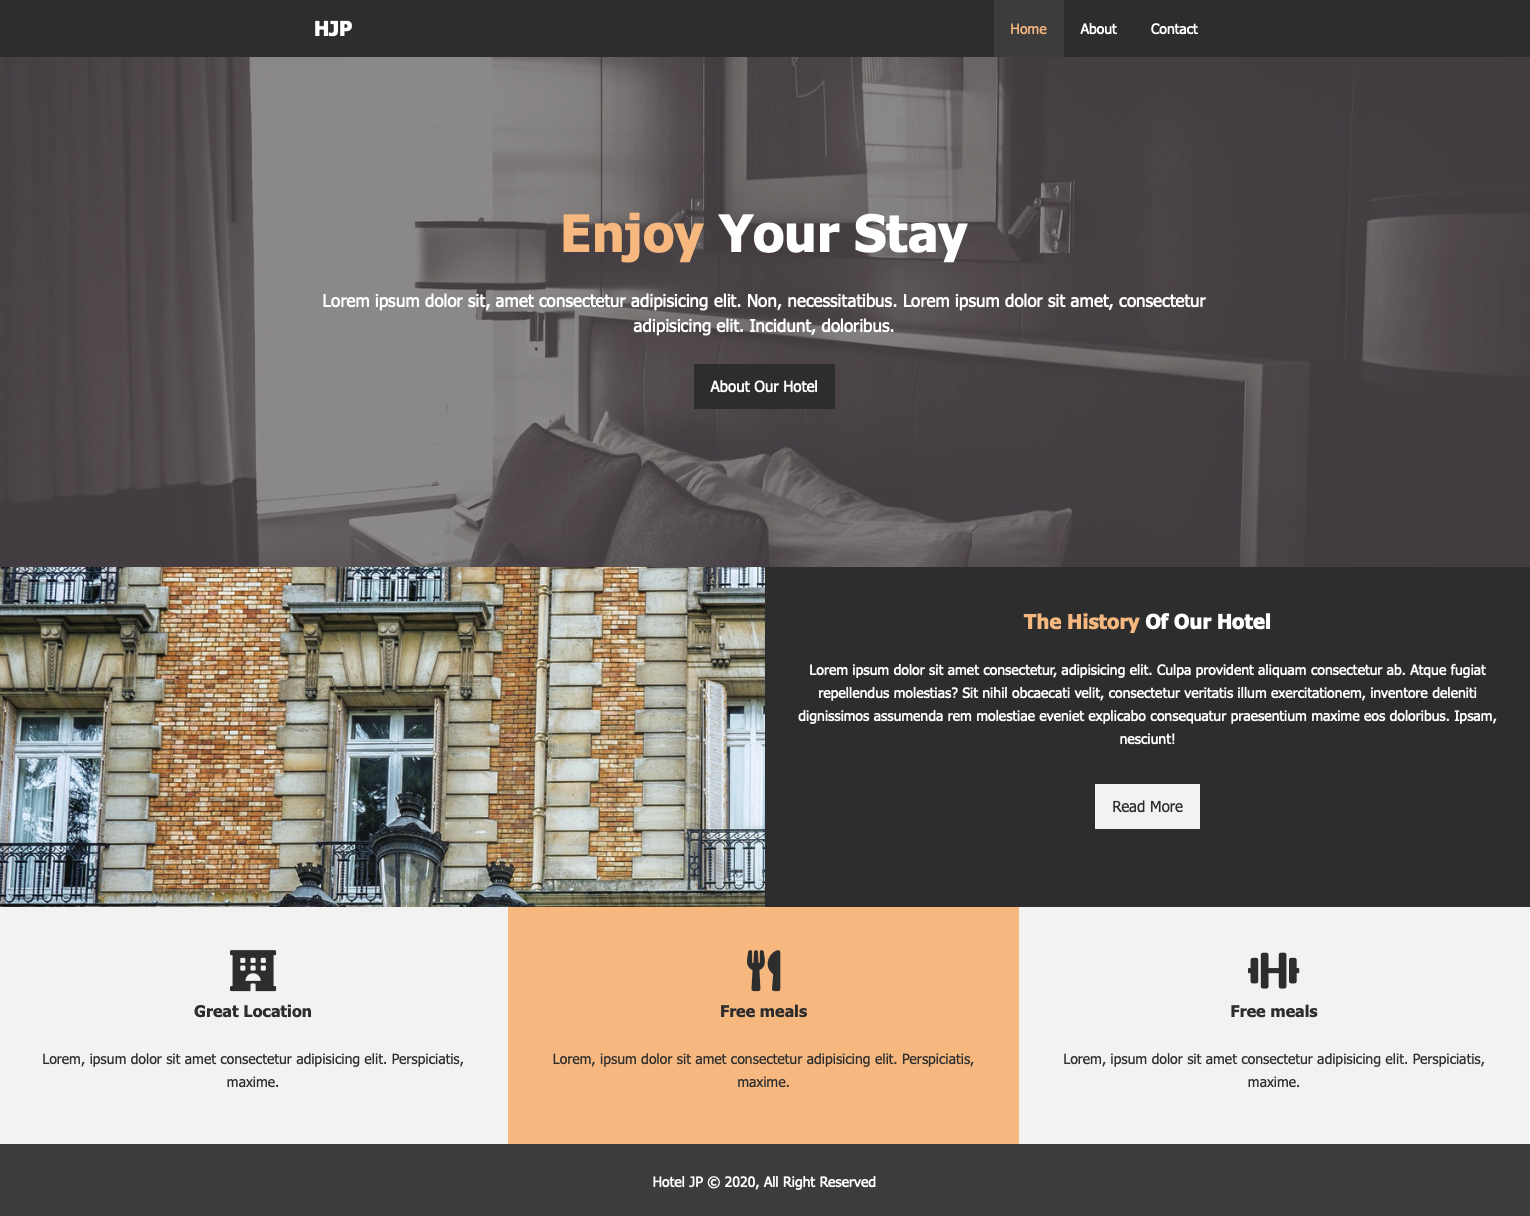 HJP
Home About Contact
Enjoy Your Stay
Lorem ipsum dolor sit, amet consectetur adipisicing elit. Non, necessitatibus. Lorem ipsum dolor sit amet, consectetur
adipisicing elit. Incidunt, doloribus.
About Our Hotel
The History Of Our Hotel
Lorem ipsum dolor sit amet consectetur, adipisicing elit. Culpa provident aliquam consectetur ab. Atque fugiat
repellendus molestias? Sit nihil obcaecati velit, consectetur veritatis illum exercitationem, inventore deleniti
dignissimos assumenda rem molestiae eveniet explicabo consequatur praesentium maxime eos doloribus. Ipsam,
nesciunt!
Read More
Great Location
Lorem, ipsum dolor sit amet consectetur adipisicing elit. Perspiciatis,
maxime.
Free meals
Lorem, ipsum dolor sit amet consectetur adipisicing elit. Perspiciatis,
maxime.
Free meals
Lorem, ipsum dolor sit amet consectetur adipisicing elit. Perspiciatis,
maxime.
Hotel JP © 2020, All Right Reserved